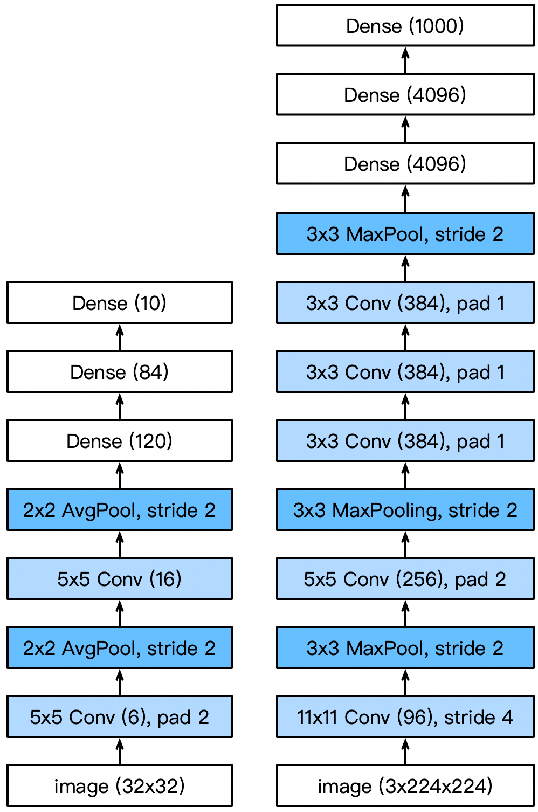 Dense (10)
Dense (84)
Dense (120)
2x2 AvgPool, stride 2
5x5 Conv (16)
2x2 AvgPool, stride 2
5x5 Conv (6), pad 2
image (32x32)
Dense (1000)
Dense (4096)
Dense (4096)
3x3 MaxPool, stride 2
3x3 Conv (384), pad 1
3x3 Conv (384), pad 1
3x3 Conv (384), pad 1
3x3 MaxPooling, stride 2
5x5 Conv (256), pad 2
3x3 MaxPool, stride 2
11x11 Conv (96), stride 4
image (3x224x224)